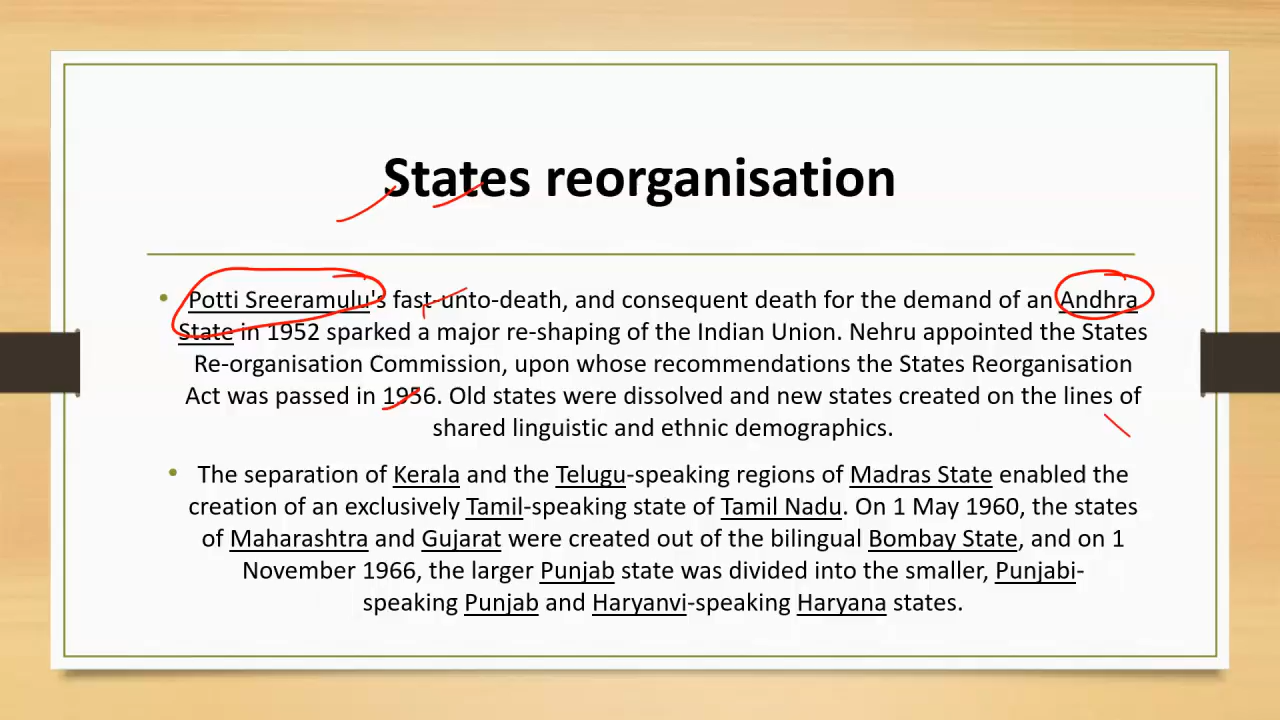 States reorganisation
• Potti Sreeramulu's fast-unto-death, and consequent death for the demand of an Andhra
State in 1952 sparked a major re-shaping of the Indian Union. Nehru appointed the States
Re-organisation Commission, upon whose recommendations the States Reorganisation
Act was passed in 1956. Old states were dissolved and new states created on the lines of
shared linguistic and ethnic demographics.
• The separation of Kerala and the Telugu-speaking regions of Madras State enabled the
creation of an exclusively Tamil-speaking state of Tamil Nadu. On 1 May 1960, the states
of Maharashtra and Gujarat were created out of the bilingual Bombay State, and on 1
November 1966, the larger Punjab state was divided into the smaller, Punjabi-
speaking Punjab and Haryanvi-speaking Haryana states.